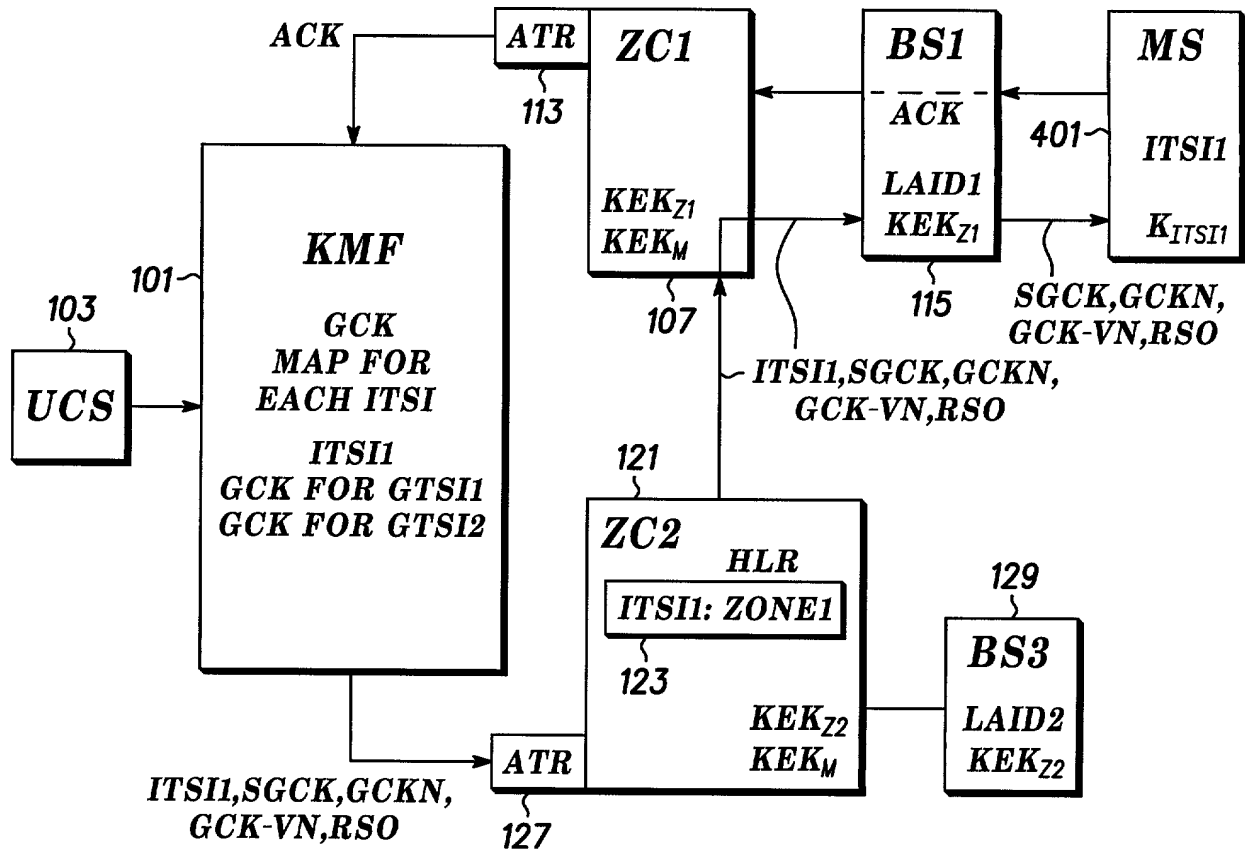 ACK
ATR
113
ZC1
KEKZ1
KEKM
107
BS1
ACK
LAID1
KEKZ1
115
MS
401
ITSI1
KITSI1
SGCK,GCKN,
GCK-VN,RSO
ITSI1,SGCK,GCKN,
GCK-VN,RSO
101
KMF
GCK
MAP FOR
EACH ITSI
ITSI1
GCK FOR GTSI1
GCK FOR GTSI2
103
UCS
121
ZC2
HLR
ITSI1: ZONE1
123
KEKZ2
KEKM
ATR
127
ITSI1,SGCK,GCKN,
GCK-VN,RSO
129
BS3
LAID2
KEKZ2